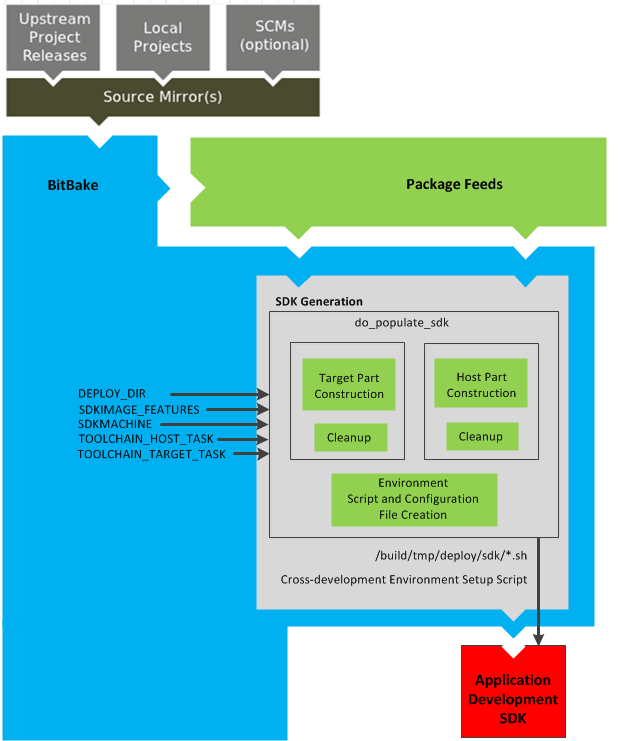 Upstream
Project
Releases
Local
Projects
SCMs
(optional)
Source Mirror(s)
BitBake
Package Feeds
SDK Generation
do_populate_sdk
Target Part
Construction
Host Part
Construction
Cleanup
Cleanup
DEPLOY_DIR
SDKIMAGE_FEATURES
SDKMACHINE
TOOLCHAIN_HOST_TASK
TOOLCHAIN_TARGET_TASK
Environment
Script and Configuration
File Creation
/build/tmp/deploy/sdk/*.sh
Cross-development Environment Setup Script
Application
Development
SDK